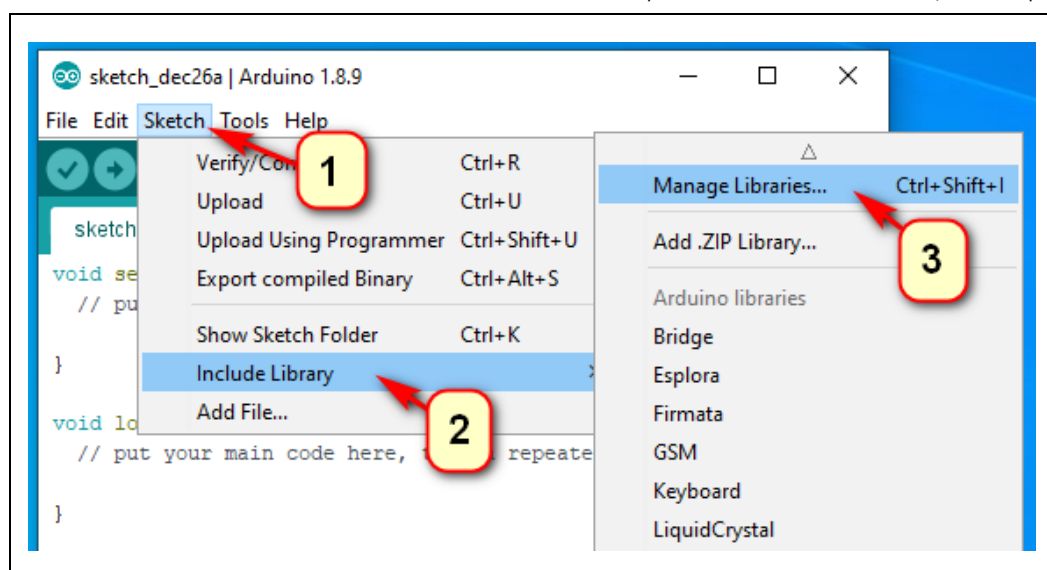 sketch_dec26a | Arduino 1.8.9
File Edit Sketch Tools Help
1
Verify/Co Ctrl+R
Upload Ctrl+U
Upload Using Programmer Ctrl+Shift+U
Export compiled Binary Ctrl+Alt+S
Show Sketch Folder Ctrl+K
Include Library
Add File...
2
Manage Libraries... Ctrl+Shift+I
3
Add .ZIP Library...
Arduino libraries
Bridge
Esplora
Firmata
GSM
Keyboard
LiquidCrystal
sketch
void se
// pu
}
void lo
// put your main code here, repeate
}